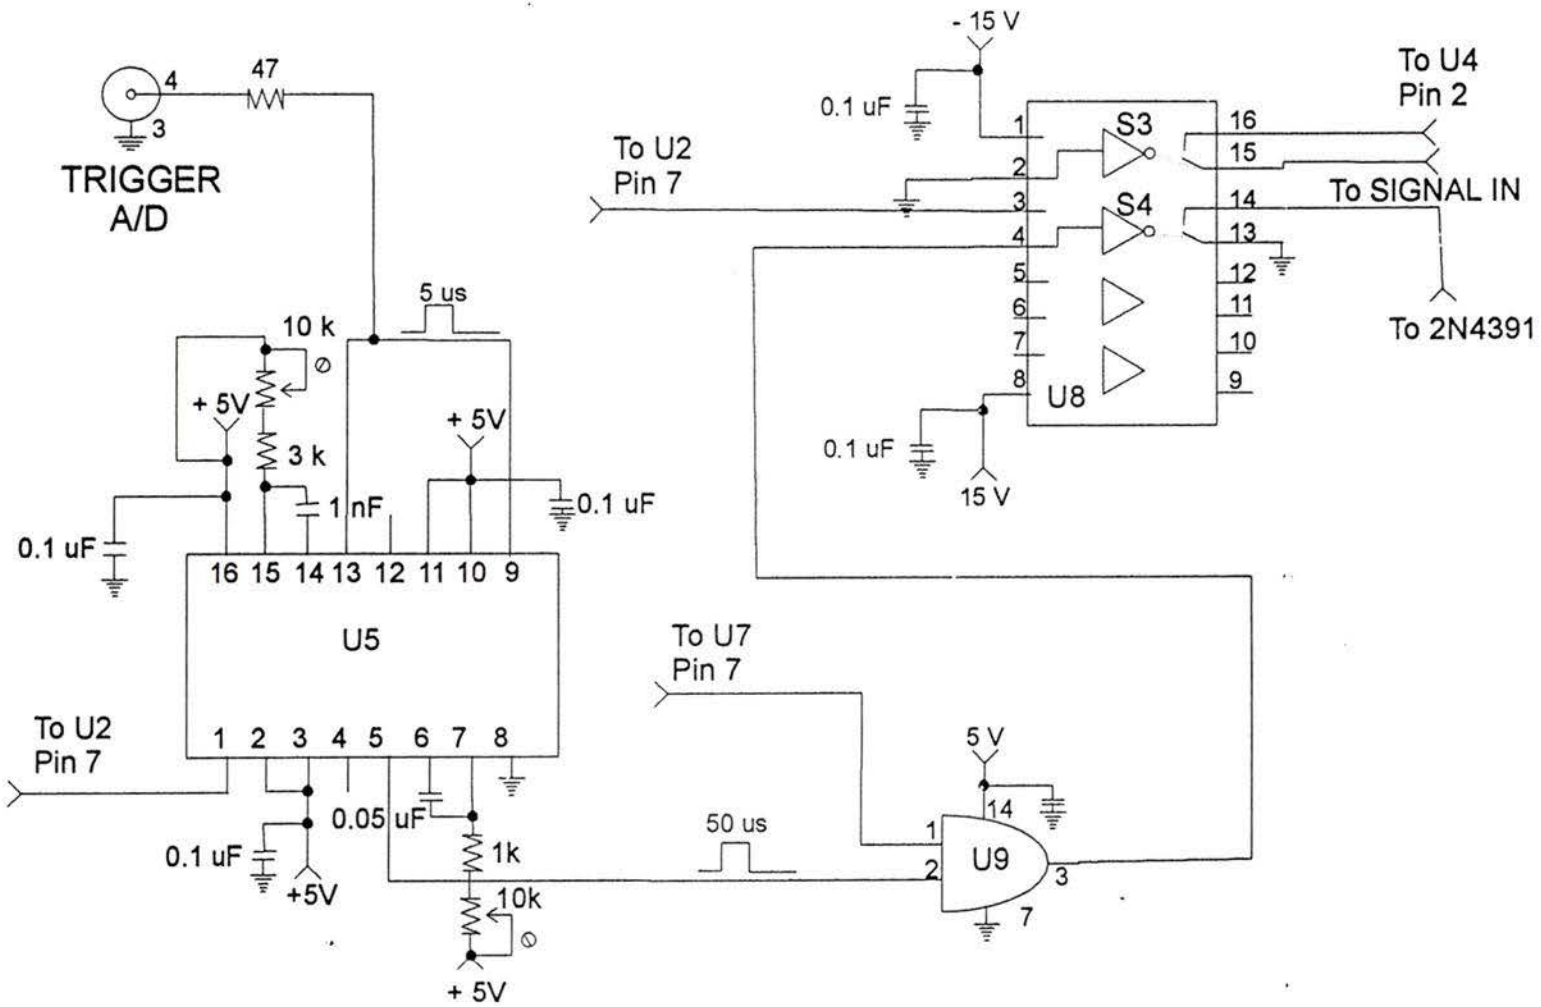 - 15 V
47
4
3
TRIGGER
A/D
0.1 uF
To U4
Pin 2
To U2
Pin 7
1
2
3
4
5
6
7
8
S3
S4
U8
16
15
14
13
12
11
10
9
To SIGNAL IN
To 2N4391
0.1 uF
15 V
5 us
10 k
+ 5V
3 k
1 nF
0.1 uF
+ 5V
0.1 uF
16 15 14 13 12 11 10 9
U5
1 2 3 4 5 6 7 8
To U2
Pin 7
0.1 uF
+5V
0.05 uF
1k
10k
+ 5V
To U7
Pin 7
50 us
5 V
14
1
2
U9
3
7